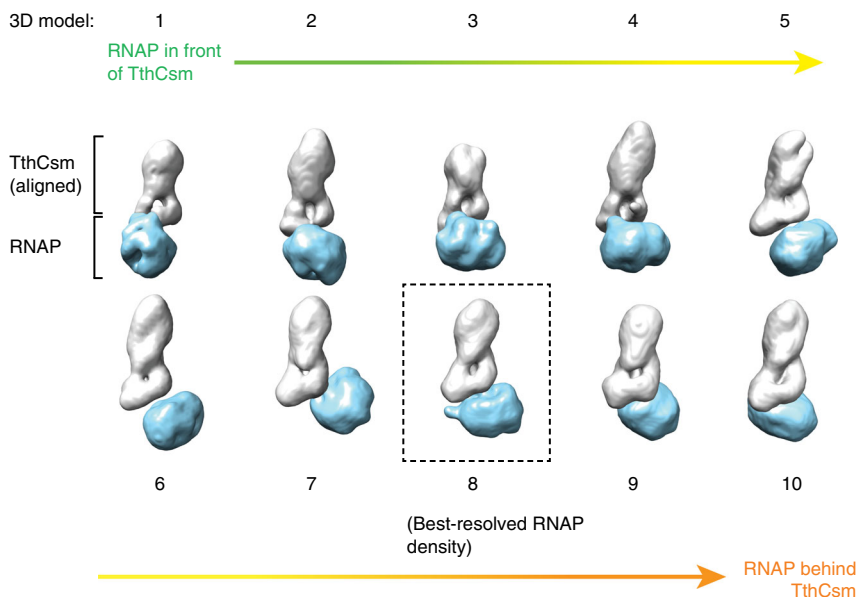 3D model: 1 2 3 4 5
RNAP in front
of TthCsm
TthCsm
(aligned)
RNAP
6 7 8 9 10
(Best-resolved RNAP
density)
RNAP behind
TthCsm